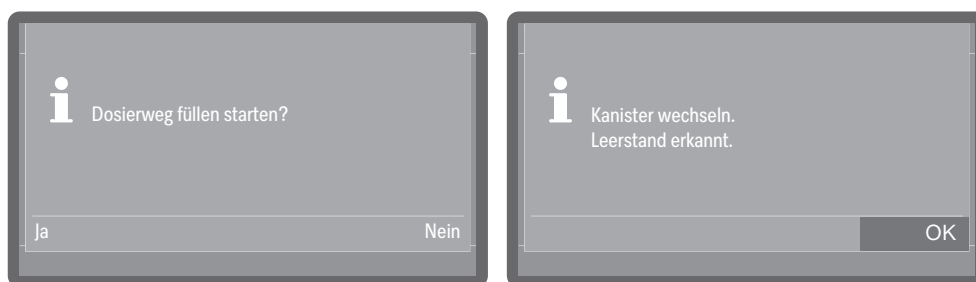 Dosierweg füllen starten?
Ja Nein
Kanister wechseln.
Leerstand erkannt.
OK